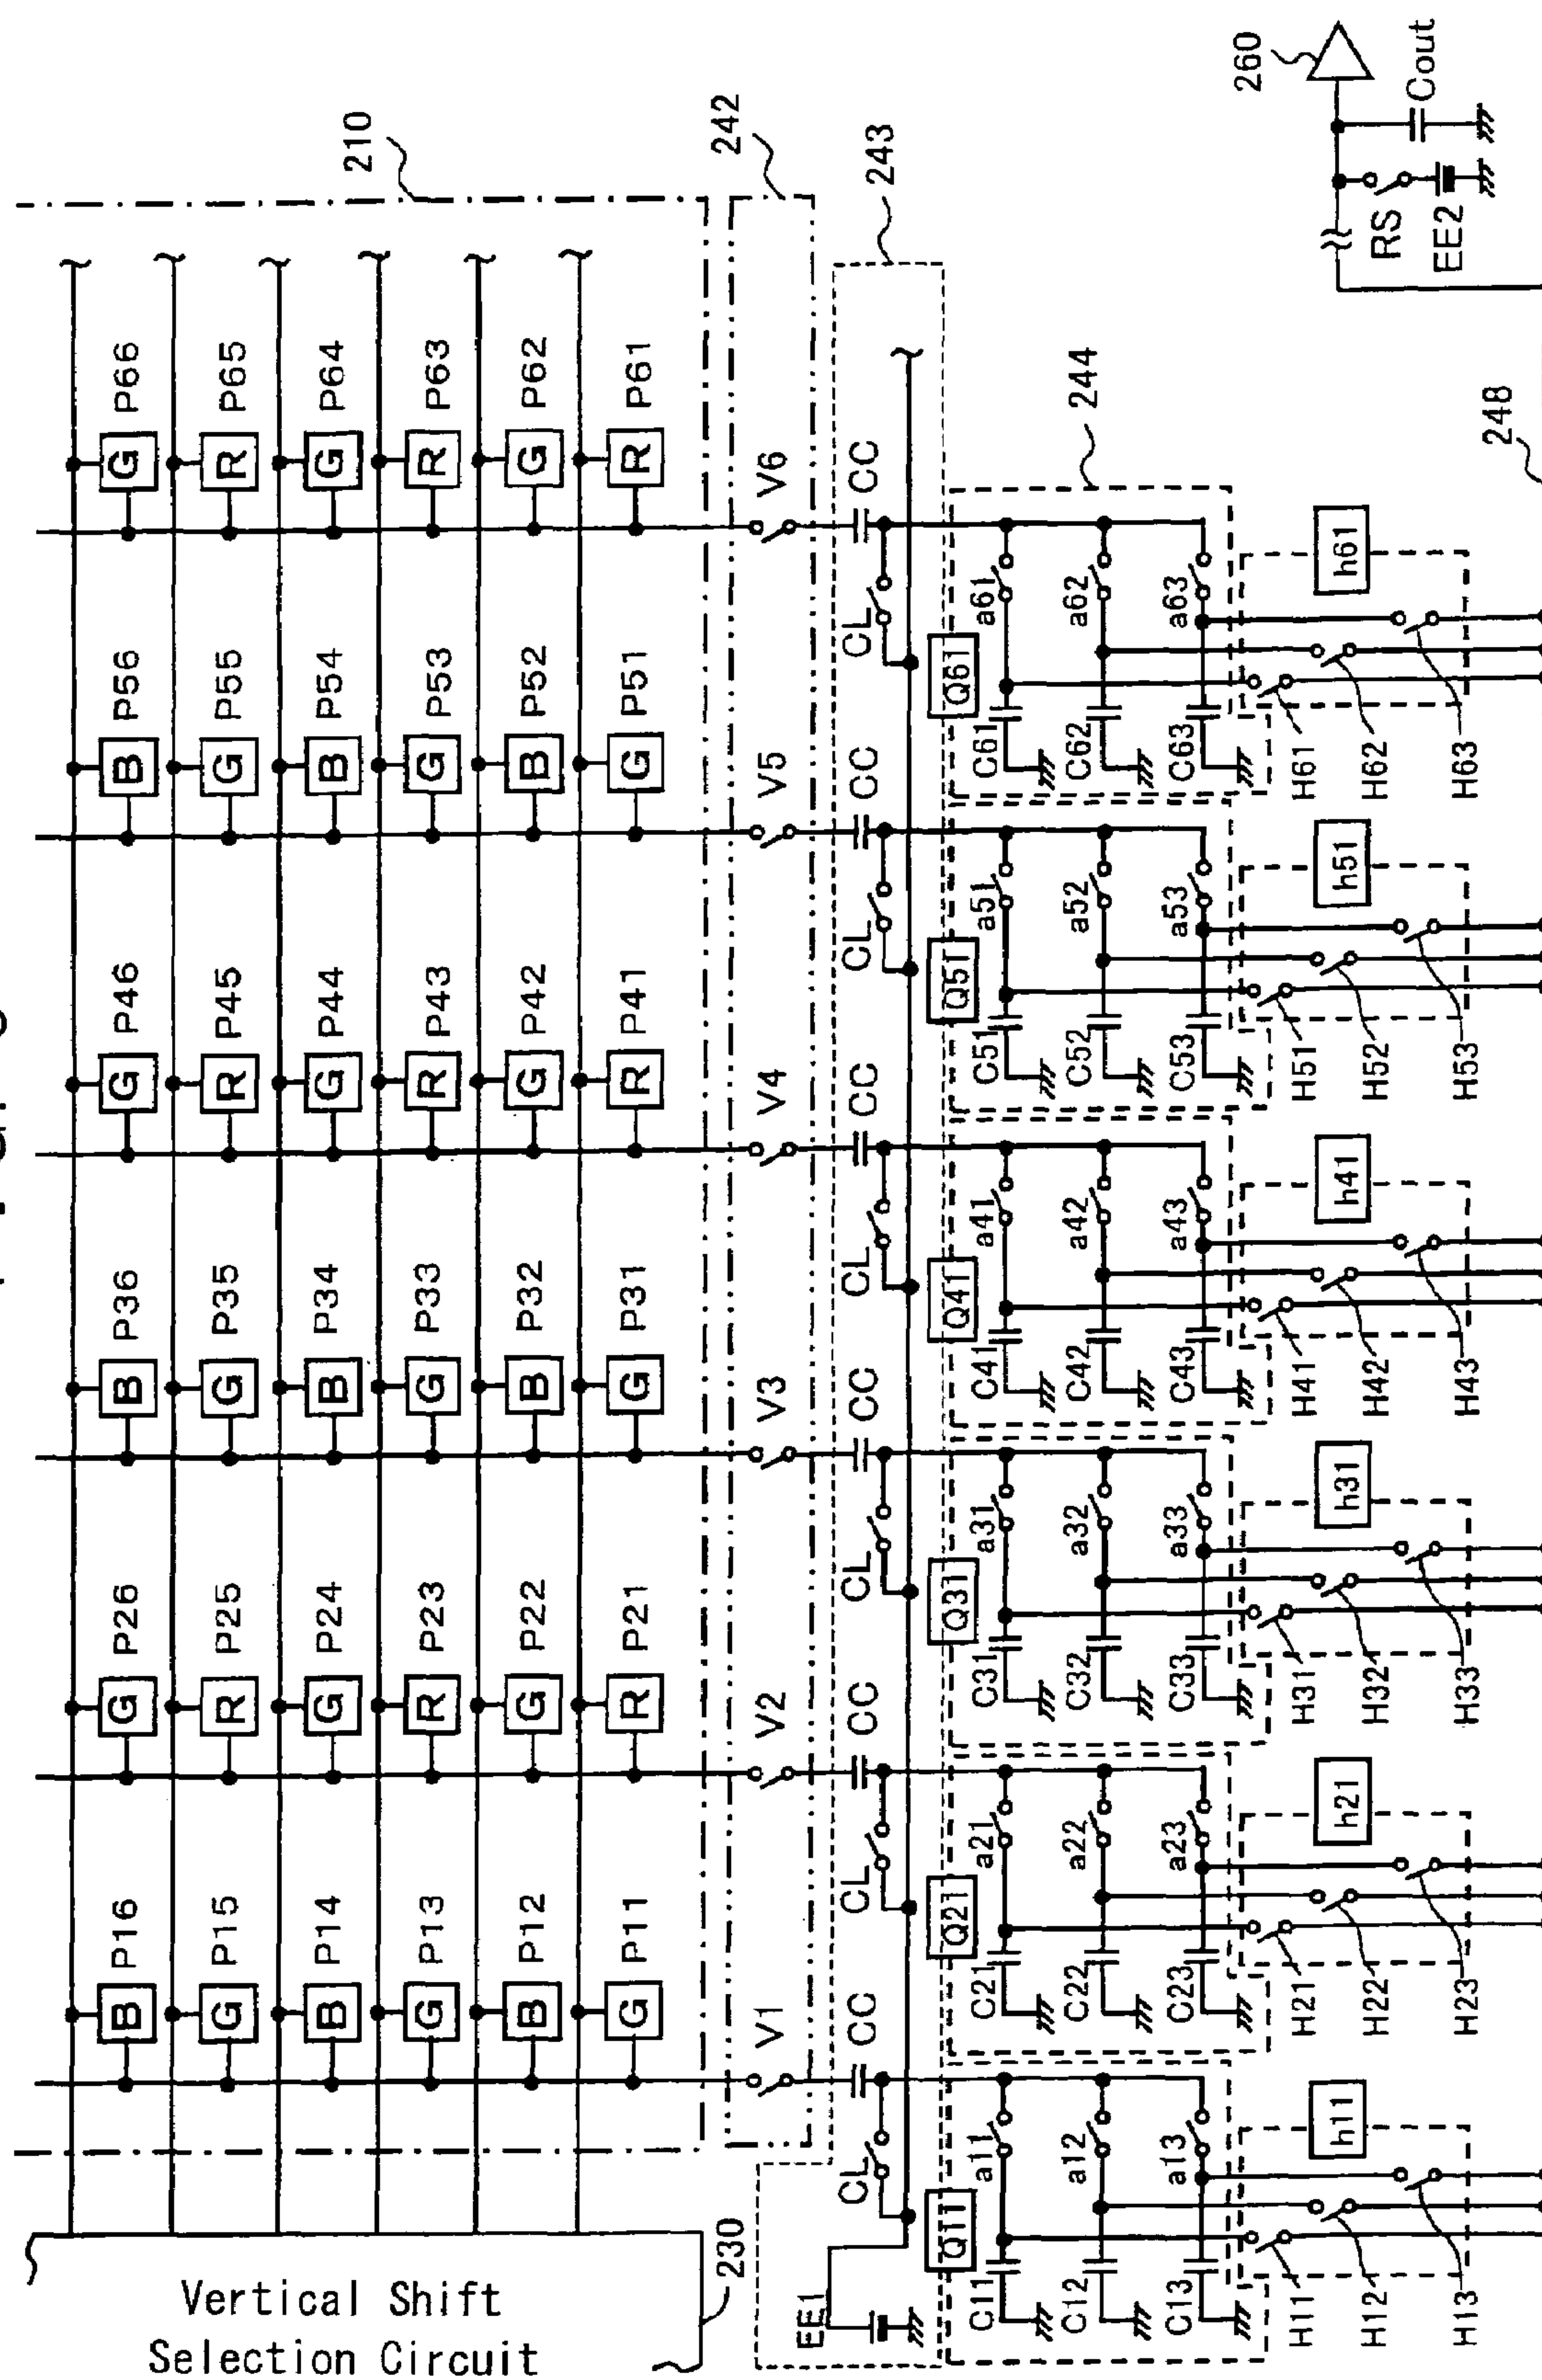 Vertical Shift
Selection Circuit
230
210
242
243
244
248
260
B P16
G P26
B P36
G P46
B P56
G P66
G P15
R P25
G P35
R P45
G P55
R P65
B P14
G P24
B P34
G P44
B P54
G P64
G P13
R P23
G P33
R P43
G P53
R P63
B P12
G P22
B P32
G P42
B P52
G P62
G P11
R P21
G P31
R P41
G P51
R P61
V1 V2 V3 V4 V5 V6
CC CC CC CC CC CC
CL CL CL CL CL CL
EE1
Q11 Q21 Q31 Q41 Q51 Q61
C11 a11 C21 a21 C31 a31 C41 a41 C51 a51 C61 a61
C12 a12 C22 a22 C32 a32 C42 a42 C52 a52 C62 a62
C13 a13 C23 a23 C33 a33 C43 a43 C53 a53 C63 a63
H11 H21 H31 H41 H51 H61
h11 h21 h31 h41 h51 h61
H12 H22 H32 H42 H52 H62
H13 H23 H33 H43 H53 H63
RS
EE2
Cout